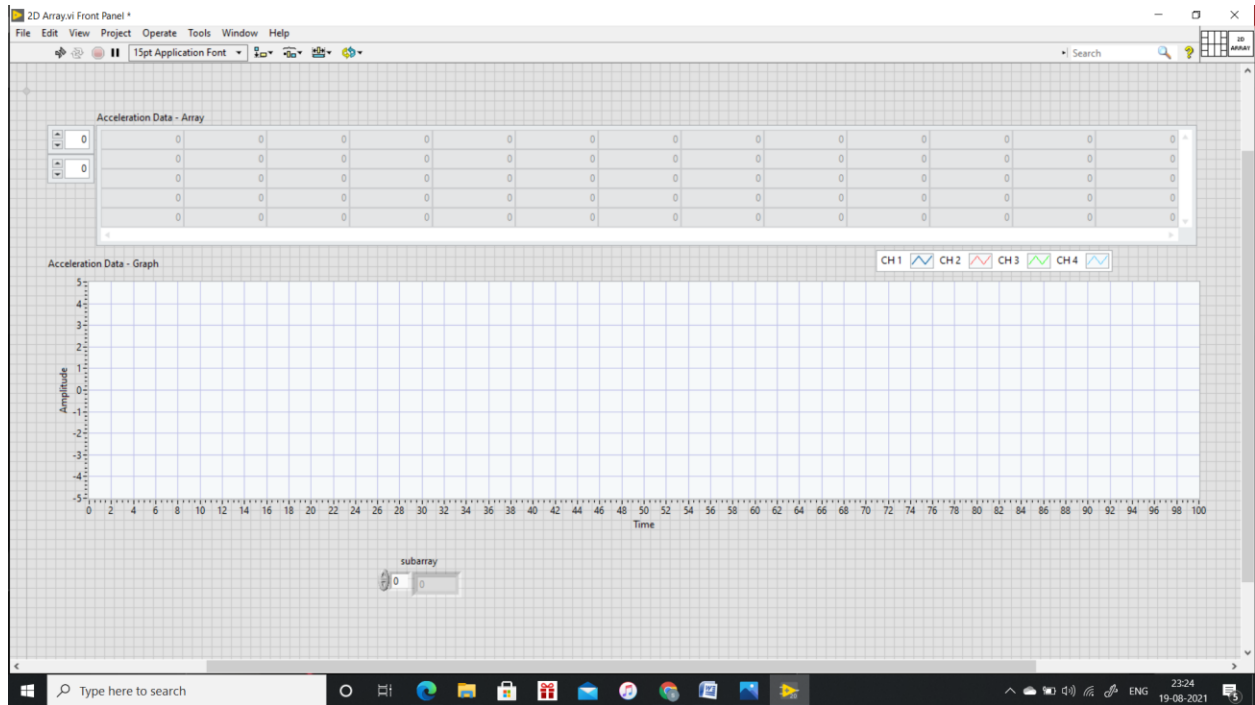 2D Array.vi Front Panel *
File Edit View Project Operate Tools Window Help
15pt Application Font
Search
2D
ARRAY
Acceleration Data - Array
0 0 0 0 0 0 0 0 0 0 0 0 0 0
0 0 0 0 0 0 0 0 0 0 0 0 0
0 0 0 0 0 0 0 0 0 0 0 0 0 0
0 0 0 0 0 0 0 0 0 0 0 0 0
0 0 0 0 0 0 0 0 0 0 0 0 0
Acceleration Data - Graph
CH 1 CH 2 CH 3 CH 4
5
4
3
2
1
0
-1
-2
-3
-4
-5
Amplitude
0 2 4 6 8 10 12 14 16 18 20 22 24 26 28 30 32 34 36 38 40 42 44 46 48 50 52 54 56 58 60 62 64 66 68 70 72 74 76 78 80 82 84 86 88 90 92 94 96 98 100
Time
subarray
0 0
Type here to search
ENG
23:24
19-08-2021
5